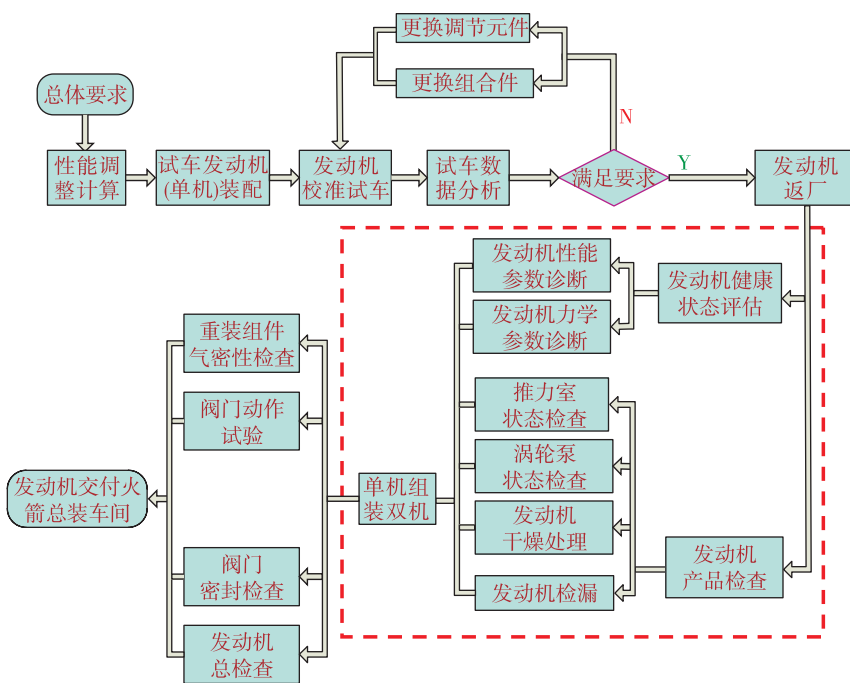 更换调节元件
更换组合件
总体要求
N
性能调
整计算
试车发动机
(单机)装配
发动机
校准试车
试车数
据分析
满足要求
Y
发动机
返厂
发动机性能
参数诊断
发动机健康
状态评估
发动机力学
参数诊断
重装组件
气密性检查
推力室
状态检查
阀门动作
试验
涡轮泵
状态检查
发动机交付火
箭总装车间
单机组
装双机
发动机
干燥处理
发动机
产品检查
阀门
密封检查
发动机检漏
发动机
总检查